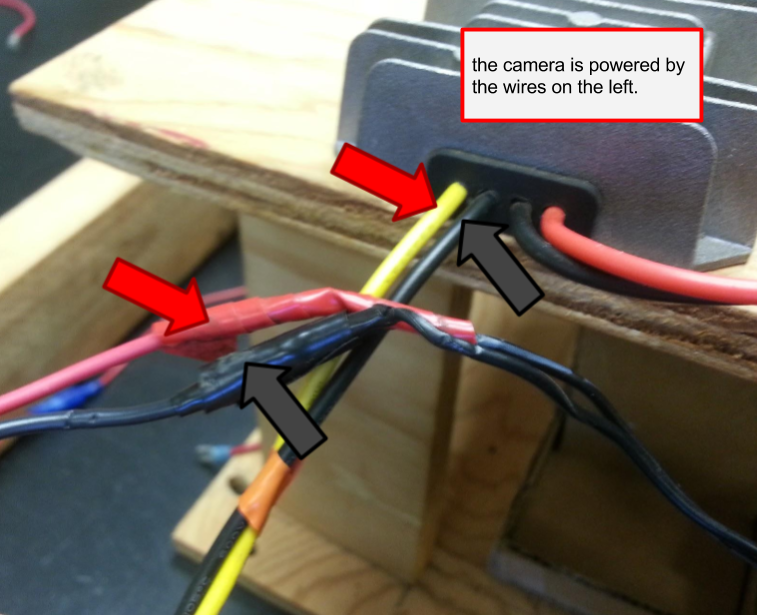 the camera is powered by
the wires on the left.